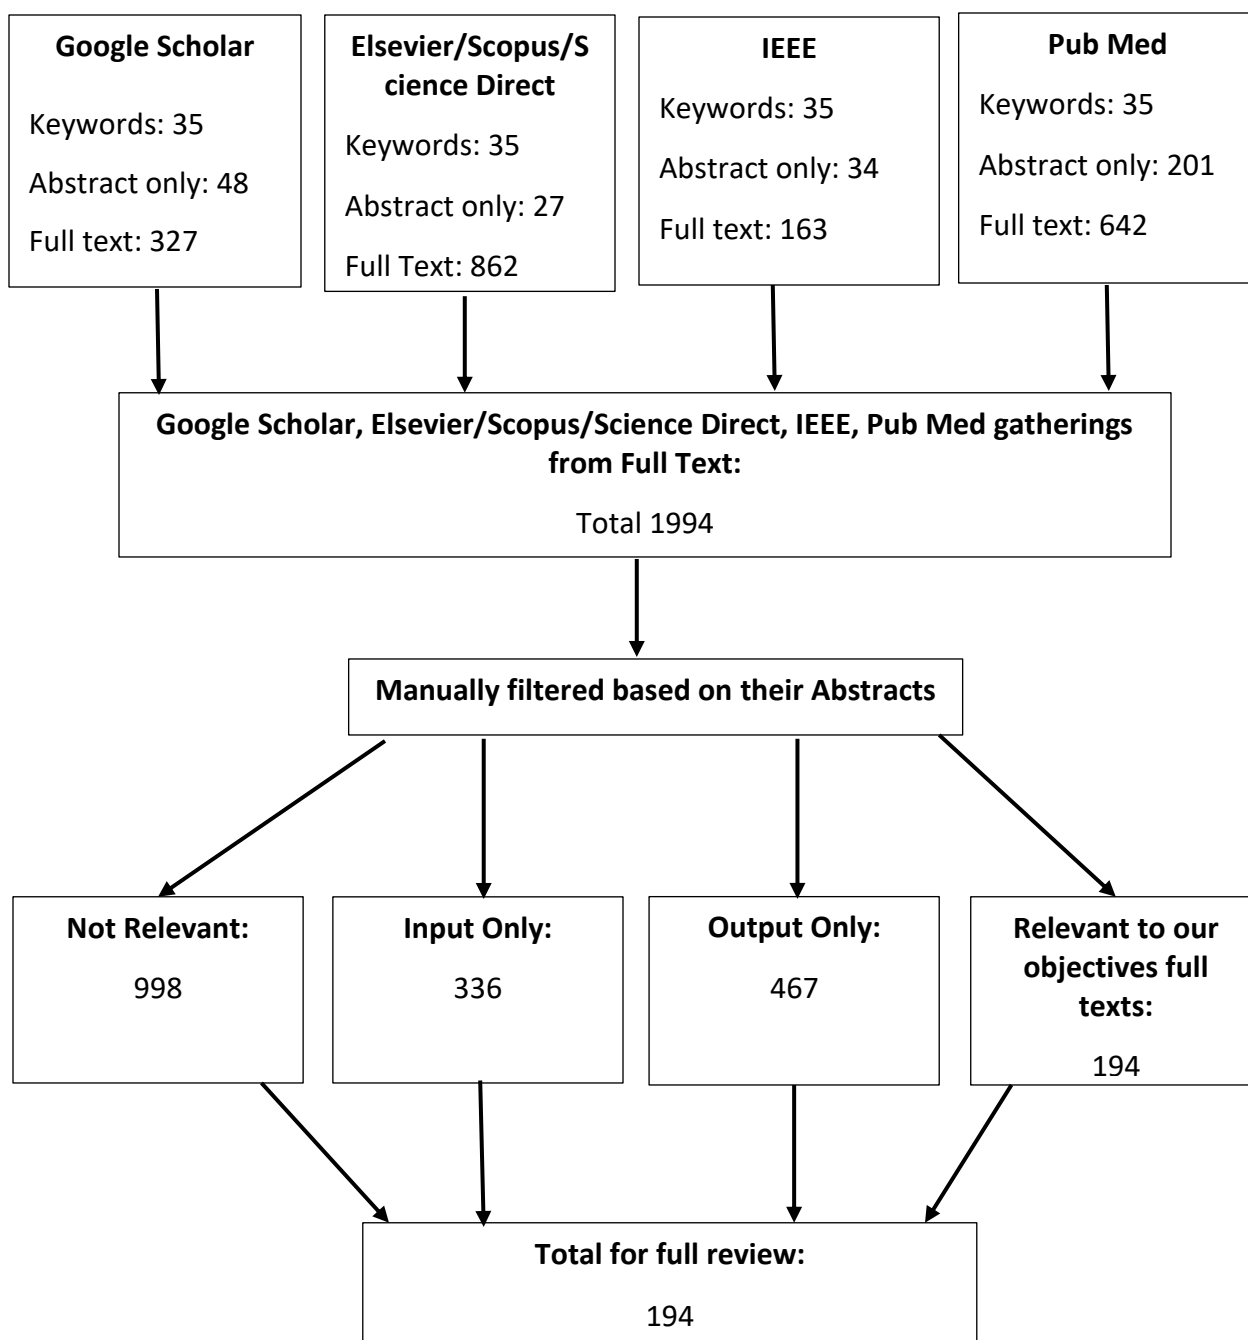 Google Scholar
Keywords: 35
Abstract only: 48
Full text: 327
Elsevier/Scopus/S
cience Direct
Keywords: 35
Abstract only: 27
Full Text: 862
IEEE
Keywords: 35
Abstract only: 34
Full text: 163
Pub Med
Keywords: 35
Abstract only: 201
Full text: 642
Google Scholar, Elsevier/Scopus/Science Direct, IEEE, Pub Med gatherings
from Full Text:
Total 1994
Manually filtered based on their Abstracts
Not Relevant:
998
Input Only:
336
Output Only:
467
Relevant to our
objectives full
texts:
194
Total for full review:
194